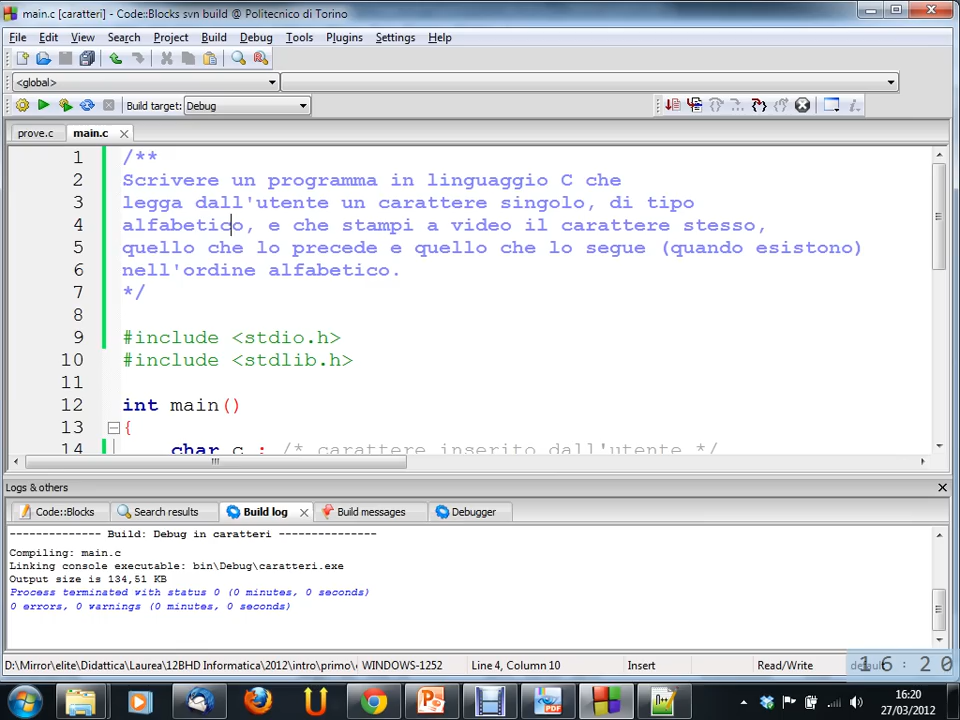 main.c [caratteri] - Code::Blocks svn build @ Politecnico di Torino
File Edit View Search Project Build Debug Tools Plugins Settings Help
<global>
Build target: Debug
prove.c main.c
1 /**
2 Scrivere un programma in linguaggio C che
3 legga dall'utente un carattere singolo, di tipo
4 alfabetico, e che stampi a video il carattere stesso,
5 quello che lo precede e quello che lo segue (quando esistono)
6 nell'ordine alfabetico.
7 */
8
9 #include <stdio.h>
10 #include <stdlib.h>
11
12 int main()
13 {
14 char c ; /* carattere inserito dall'utente */
Logs & others
Code::Blocks Search results Build log Build messages Debugger
-------------- Build: Debug in caratteri ---------------
Compiling: main.c
Linking console executable: bin\Debug\caratteri.exe
Output size is 134,51 KB
Process terminated with status 0 (0 minutes, 0 seconds)
0 errors, 0 warnings (0 minutes, 0 seconds)
D:\Mirror\elite\Didattica\Laurea\12BHD Informatica\2012\intro\primo\ WINDOWS-1252 Line 4, Column 10 Insert Read/Write default
16:20
16:20
27/03/2012